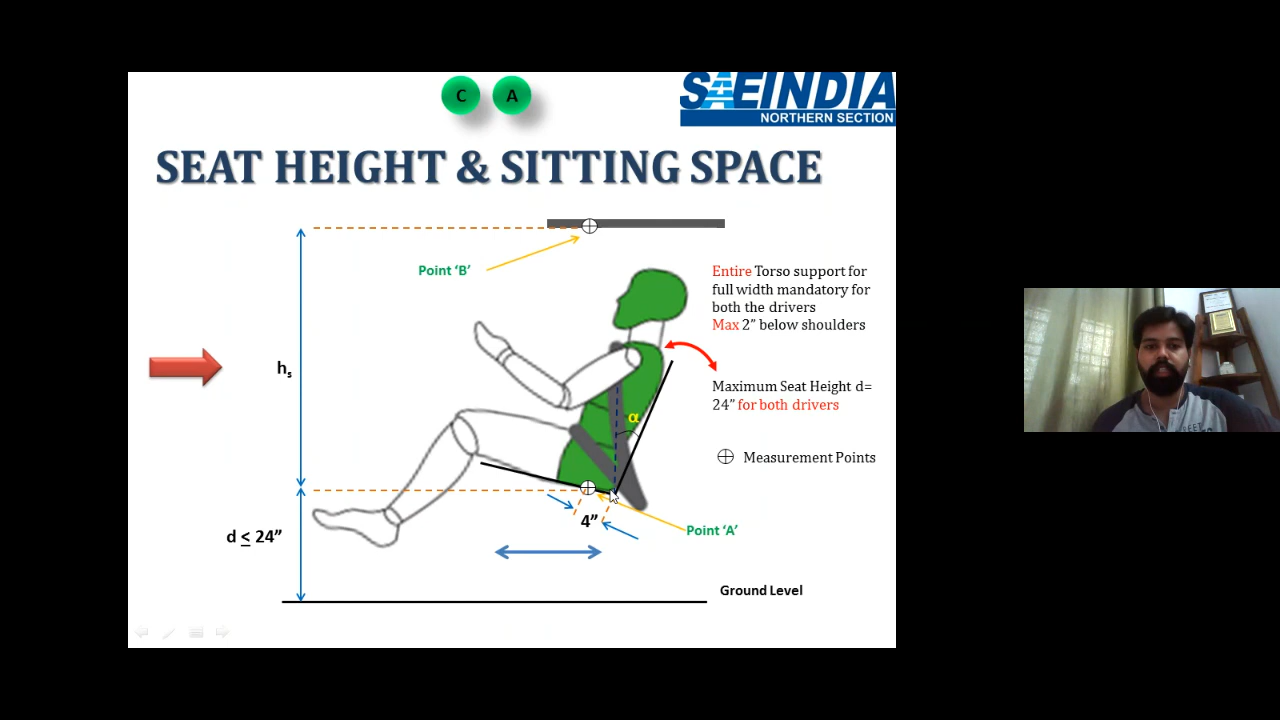 C A
SAEINDIA
NORTHERN SECTION
SEAT HEIGHT & SITTING SPACE
Point ‘B’
Entire Torso support for
full width mandatory for
both the drivers
Max 2” below shoulders
hs
Maximum Seat Height d=
24” for both drivers
α
Measurement Points
4”
Point ‘A’
d ≤ 24”
Ground Level